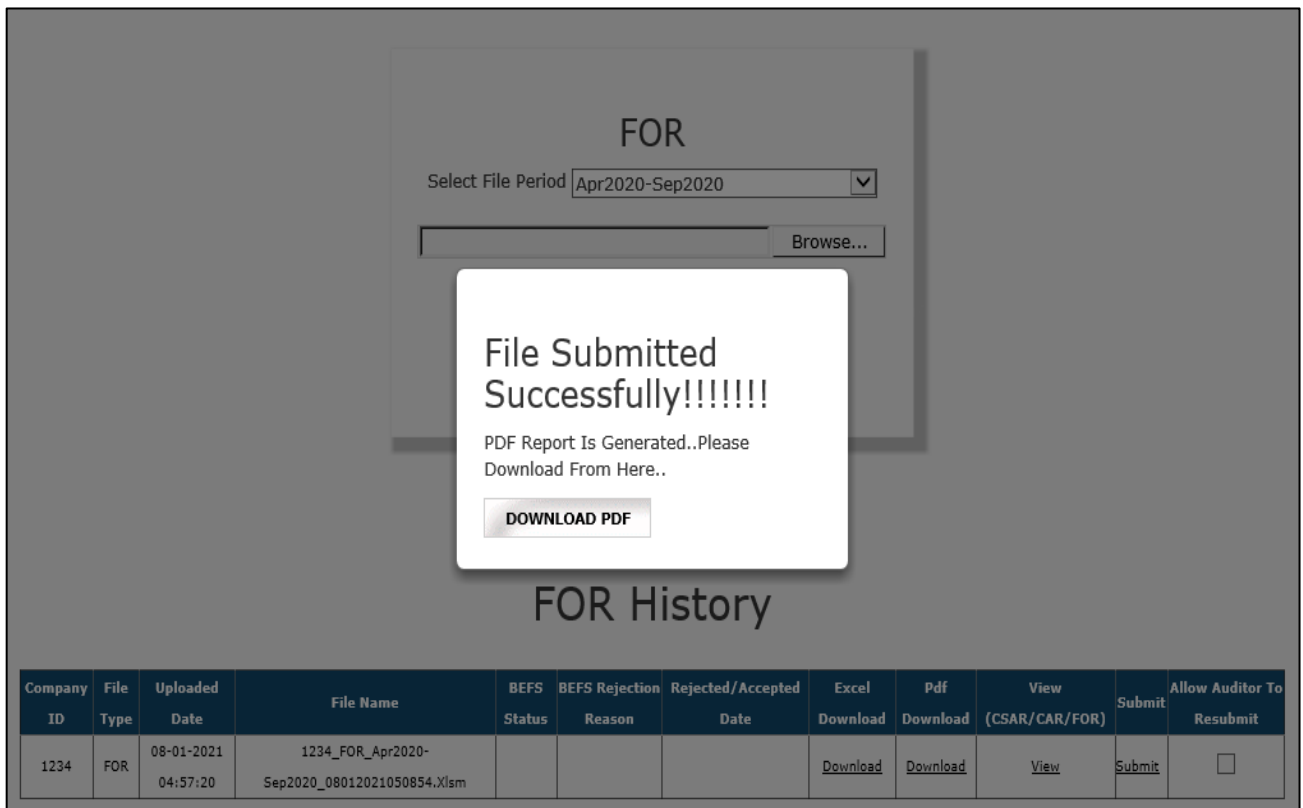 FOR
Select File Period Apr2020-Sep2020
Browse...
File Submitted
Successfully!!!!!!!
PDF Report Is Generated..Please
Download From Here..
DOWNLOAD PDF
FOR History
Company ID File Type Uploaded Date File Name BEFS Status BEFS Rejection Reason Rejected/Accepted Date Excel Download Pdf Download View (CSAR/CAR/FOR) Submit Allow Auditor To Resubmit
1234 FOR 08-01-2021 04:57:20 1234_FOR_Apr2020-Sep2020_08012021050854.Xlsm Download Download View Submit